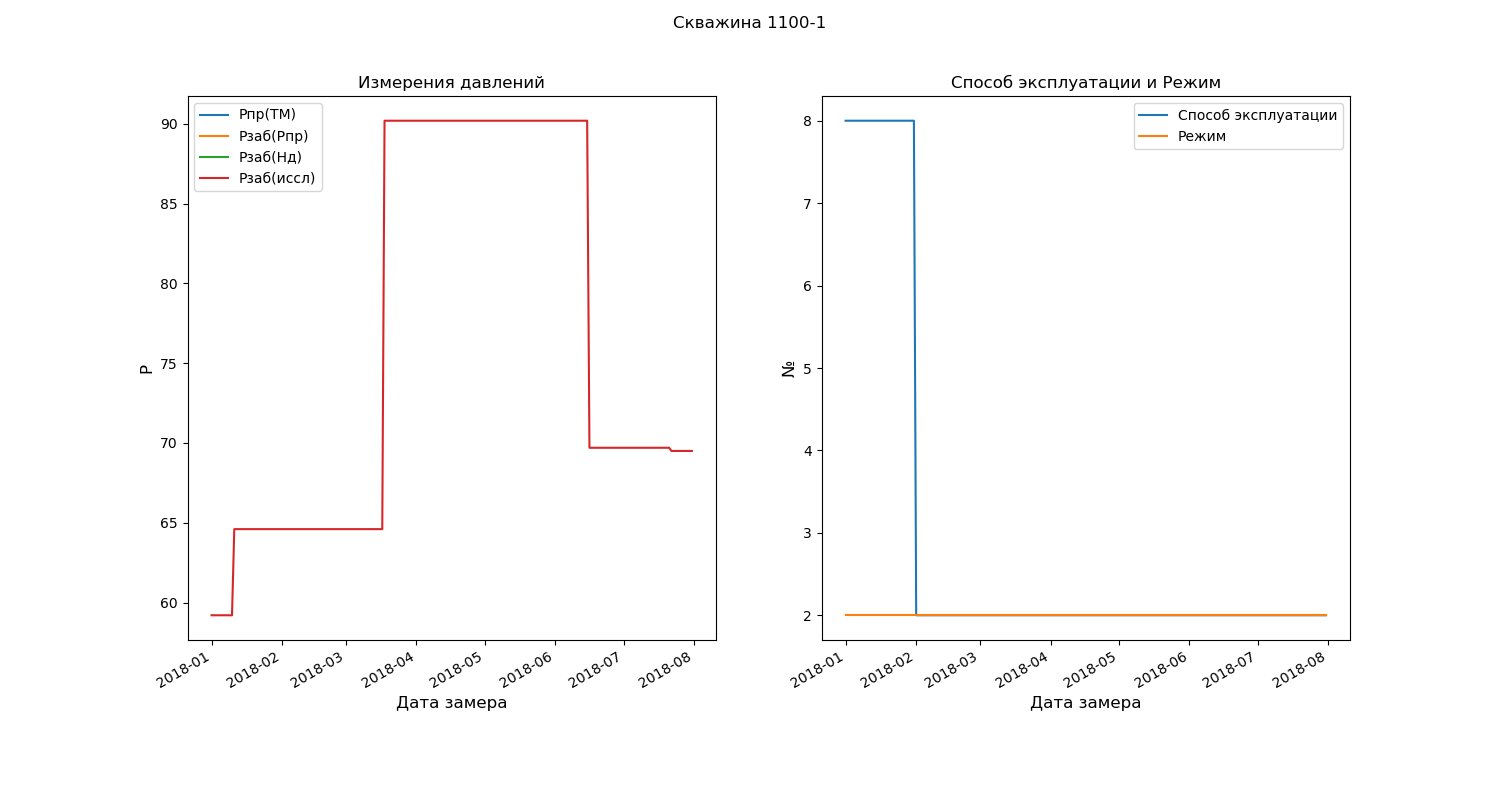 Скважина 1100-1
Измерения давлений
Рпр(ТМ)
Рзаб(Рпр)
Рзаб(Нд)
Рзаб(иссл)
90
85
80
75
70
65
60
Р
2018-01
2018-02
2018-03
2018-04
2018-05
2018-06
2018-07
2018-08
Дата замера
Способ эксплуатации и Режим
Способ эксплуатации
Режим
8
7
6
5
4
3
2
№
2018-01
2018-02
2018-03
2018-04
2018-05
2018-06
2018-07
2018-08
Дата замера